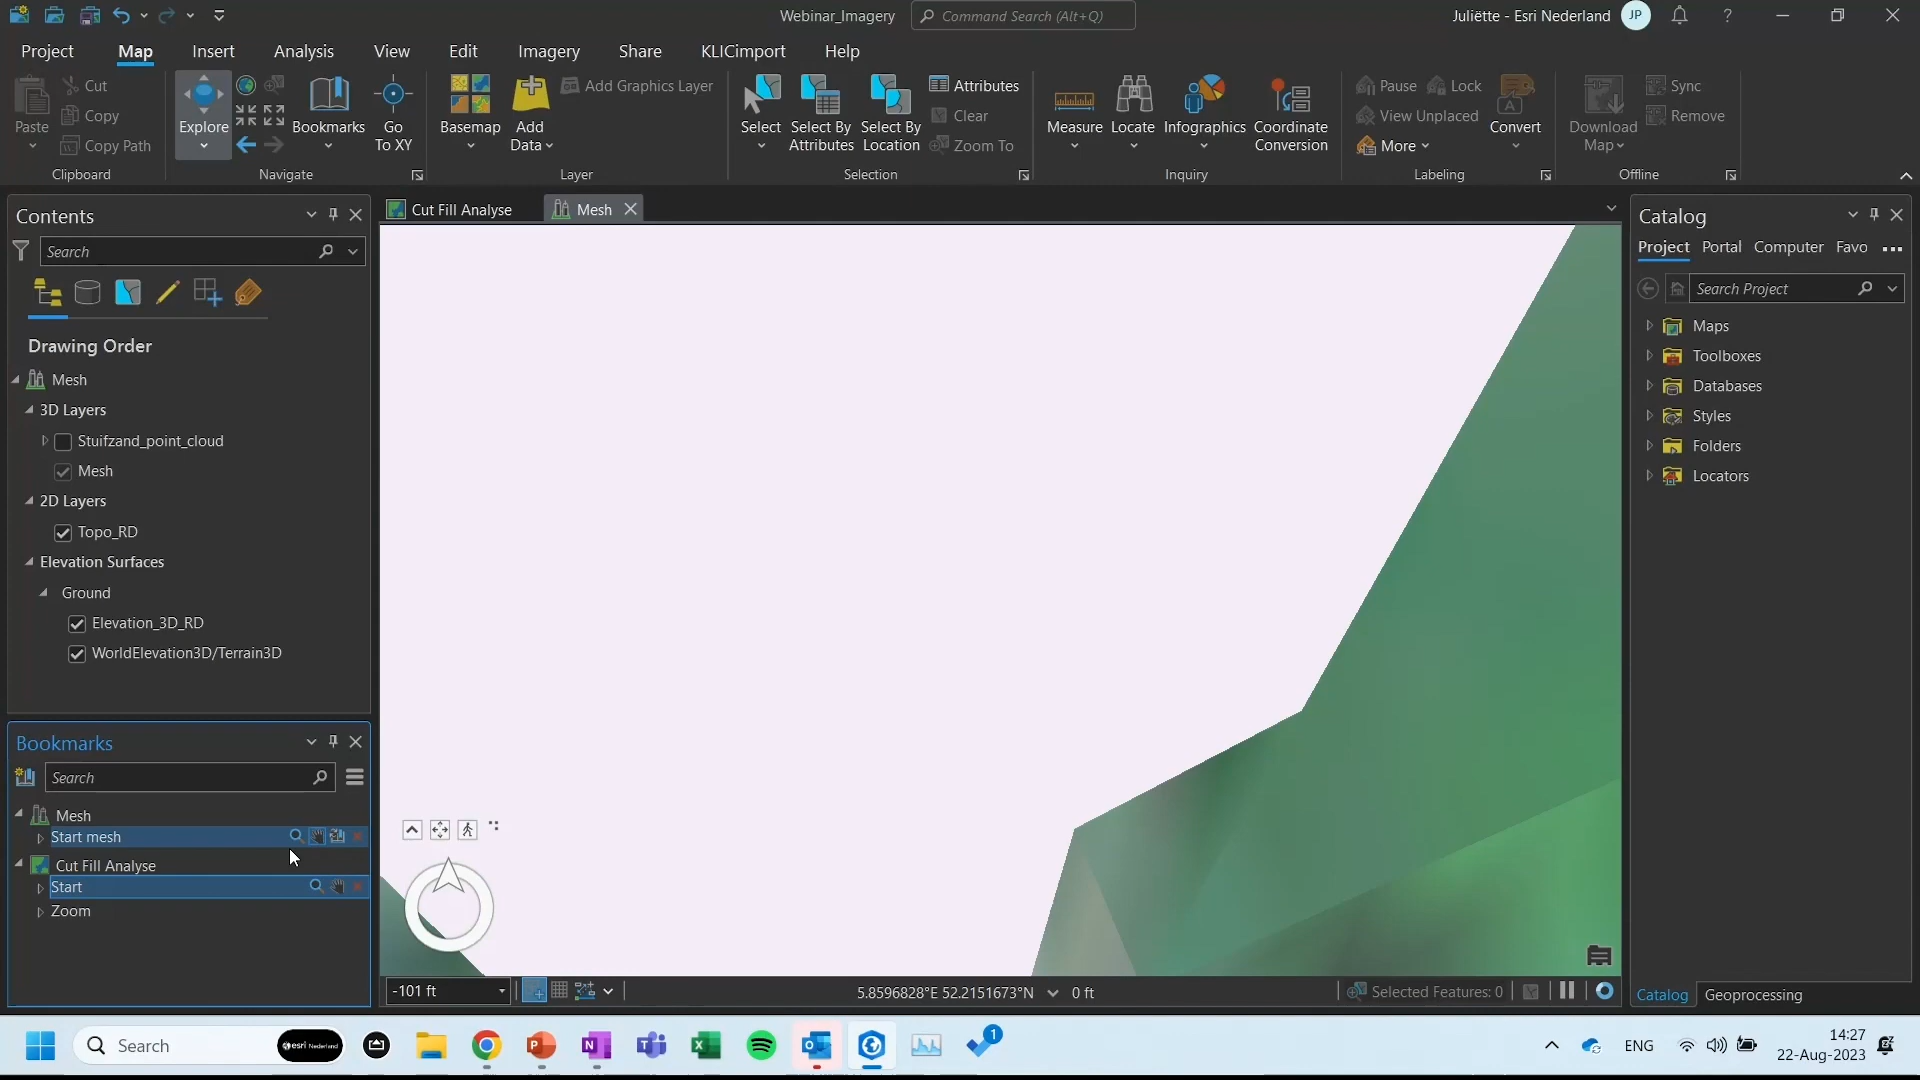 Webinar_Imagery
Command Search (Alt+Q)
Juliëtte - Esri Nederland
JP
?
Project
Map
Insert
Analysis
View
Edit
Imagery
Share
KLICimport
Help
Paste
Cut
Copy
Copy Path
Clipboard
Explore
Bookmarks
Go To XY
Navigate
Basemap
Add Data
Add Graphics Layer
Layer
Select
Select By Attributes
Select By Location
Attributes
Clear
Zoom To
Selection
Measure
Locate
Infographics
Coordinate Conversion
Inquiry
Pause
Lock
View Unplaced
More
Convert
Labeling
Download Map
Sync
Remove
Offline
Contents
Search
Drawing Order
Mesh
3D Layers
Stuifzand_point_cloud
Mesh
2D Layers
Topo_RD
Elevation Surfaces
Ground
Elevation_3D_RD
WorldElevation3D/Terrain3D
Bookmarks
Search
Mesh
Start mesh
Cut Fill Analyse
Start
Zoom
Cut Fill Analyse
Mesh
-101 ft
5.8596828°E 52.2151673°N
0 ft
Selected Features: 0
Catalog
Project
Portal
Computer
Favo
Search Project
Maps
Toolboxes
Databases
Styles
Folders
Locators
Catalog
Geoprocessing
Search
esri Nederland
1
ENG
14:27
22-Aug-2023